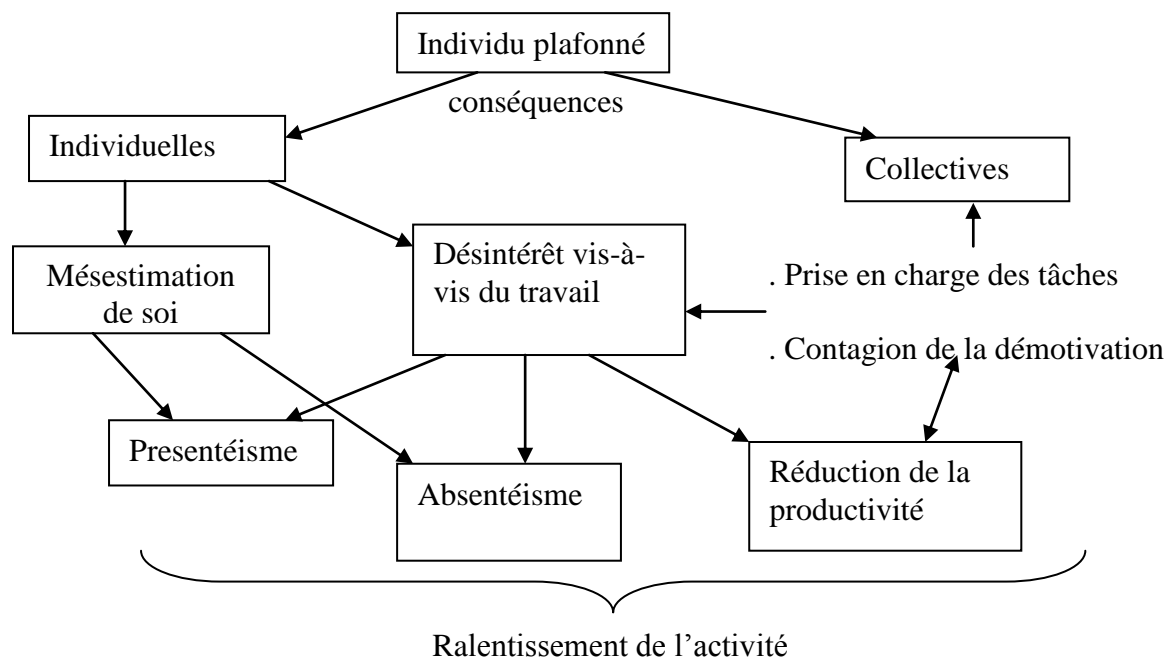 Individu plafonné
conséquences
Individuelles
Collectives
Mésestimation
de soi
Désintérêt vis-à-
vis du travail
. Prise en charge des tâches
. Contagion de la démotivation
Presentéisme
Absentéisme
Réduction de la
productivité
Ralentissement de l’activité